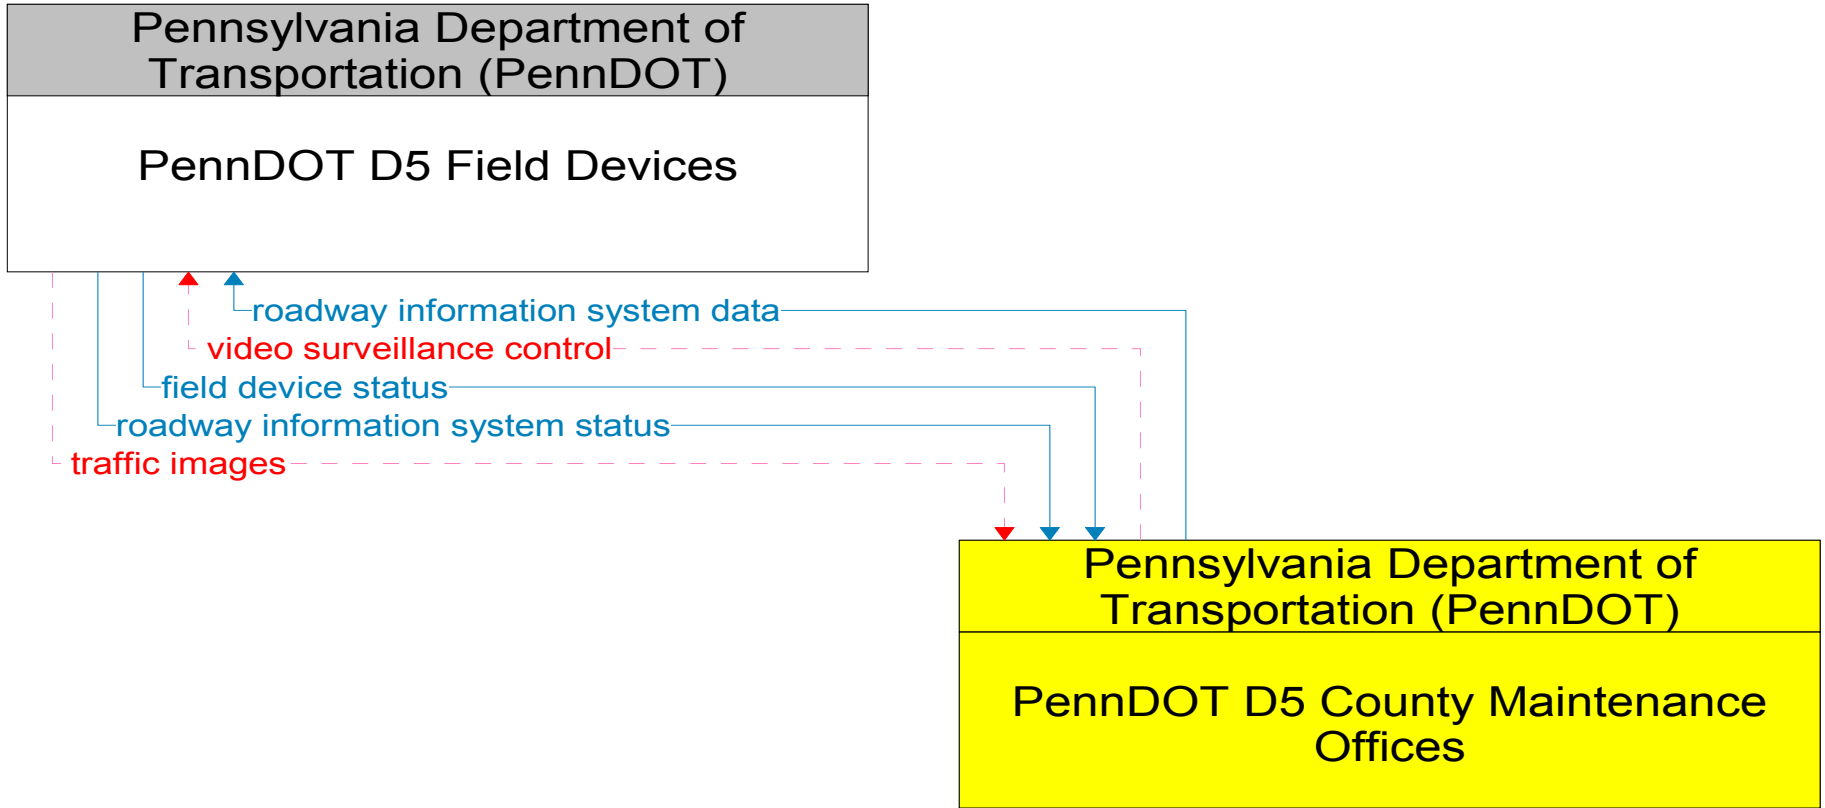 Pennsylvania Department of
Transportation (PennDOT)
PennDOT D5 Field Devices
roadway information system data
video surveillance control
field device status
roadway information system status
traffic images
Pennsylvania Department of
Transportation (PennDOT)
PennDOT D5 County Maintenance
Offices